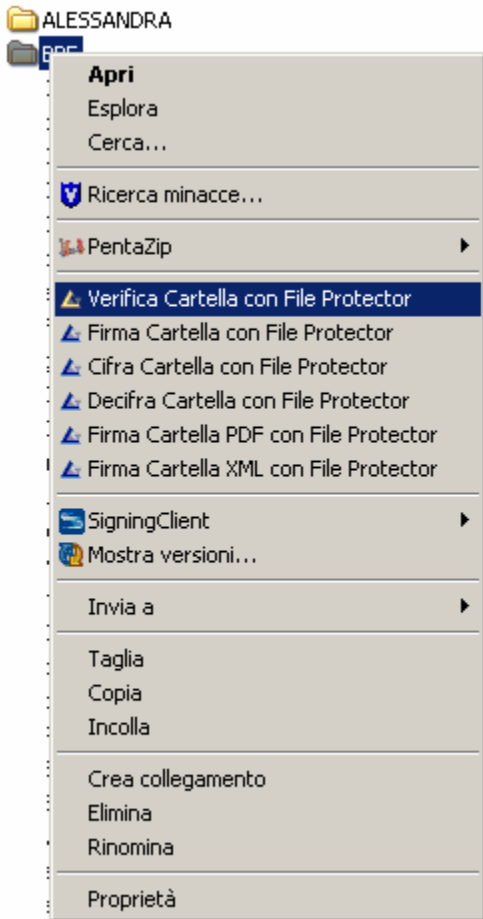 ALESSANDRA
Apri
Esplora
Cerca...
Ricerca minacce...
PentaZip
Verifica Cartella con File Protector
Firma Cartella con File Protector
Cifra Cartella con File Protector
Decifra Cartella con File Protector
Firma Cartella PDF con File Protector
Firma Cartella XML con File Protector
SigningClient
Mostra versioni...
Invia a
Taglia
Copia
Incolla
Crea collegamento
Elimina
Rinomina
Proprietà